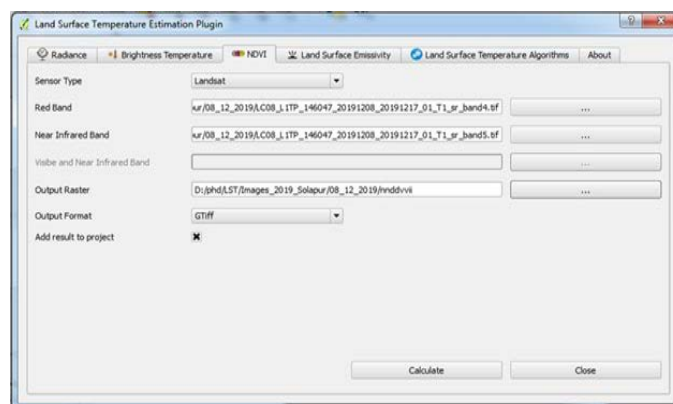 Land Surface Temperature Estimation Plugin
Radiance Brightness Temperature NDVI Land Surface Emissivity Land Surface Temperature Algorithms About
Sensor Type Landsat
Red Band ur/08_12_2019/LC08_L1TP_146047_20191208_20191217_01_T1_sr_band4.tif ...
Near Infrared Band ur/08_12_2019/LC08_L1TP_146047_20191208_20191217_01_T1_sr_band5.tif ...
Visbe and Near Infrared Band ...
Output Raster D:/phd/LST/Images_2019_Solapur/08_12_2019/nnddvvii ...
Output Format GTiff
Add result to project
Calculate Close